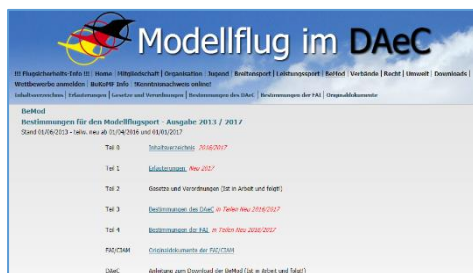 Modellflug im DAeC
!!! Flugsicherheits-Info !!! | Home | Mitgliedschaft | Organisation | Jugend | Breitensport | Leistungssport | BeMod | Verbände | Recht | Umwelt | Downloads |
Wettbewerbe anmelden | BuKoMF Info | !Kenntnisnachweis online!
Inhaltsverzeichnis | Erläuterungen | Gesetze und Verordnungen | Bestimmungen des DAeC | Bestimmungen der FAI | Originaldokumente
BeMod
Bestimmungen für den Modellflugsport - Ausgabe 2013 / 2017
Stand 01/06/2013 - teilw. neu ab 01/04/2016 und 01/01/2017
Teil 0 Inhaltsverzeichnis 2016/2017
Teil 1 Erläuterungen Neu 2017
Teil 2 Gesetze und Verordnungen (Ist in Arbeit und folgt!)
Teil 3 Bestimmungen des DAeC in Teilen Neu 2016/2017
Teil 4 Bestimmungen der FAI in Teilen Neu 2016/2017
FAI/CIAM Originaldokumente der FAI/CIAM
DAeC Anleitung zum Download der BeMod (Ist in Arbeit und folgt!)